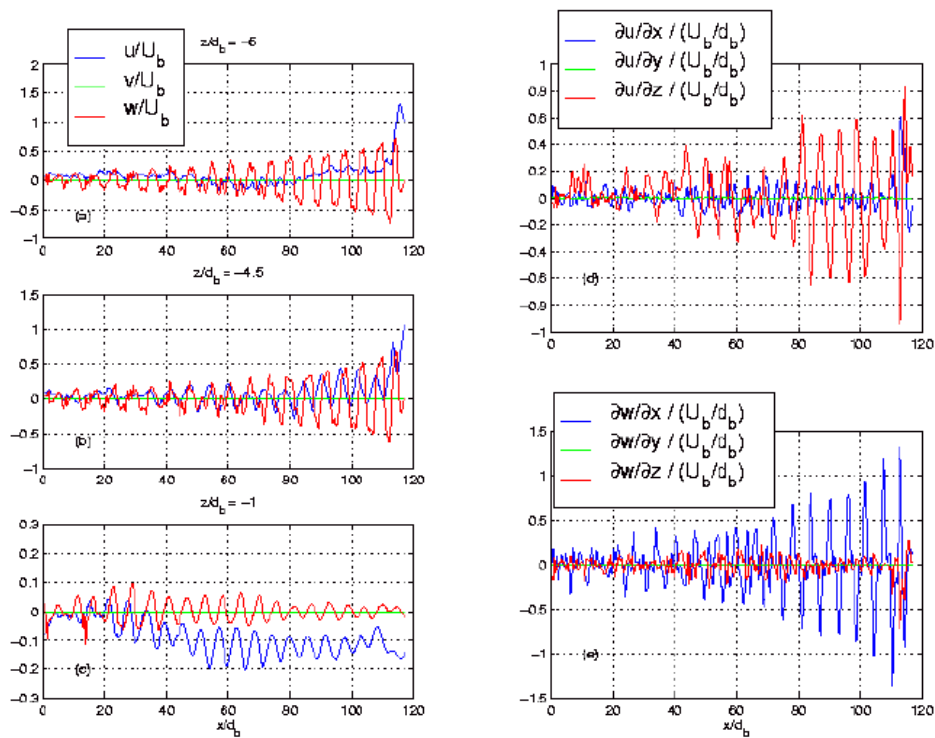 z/d_b = −5
u/U_b
v/U_b
w/U_b
2
1.5
1
0.5
0
−0.5
−1
(a)
0 20 40 60 80 100 120
z/d_b = −4.5
1.5
1
0.5
0
−0.5
−1
(b)
0 20 40 60 80 100 120
z/d_b = −1
0.3
0.2
0.1
0
−0.1
−0.2
−0.3
(c)
0 20 40 60 80 100 120
x/d_b
∂u/∂x / (U_b/d_b)
∂u/∂y / (U_b/d_b)
∂u/∂z / (U_b/d_b)
1
0.8
0.6
0.4
0.2
0
−0.2
−0.4
−0.6
−0.9
−1
(d)
0 20 40 60 80 100 120
∂w/∂x / (U_b/d_b)
∂w/∂y / (U_b/d_b)
∂w/∂z / (U_b/d_b)
1.5
1
0.5
0
−0.5
−1
−1.5
(e)
0 20 40 60 80 100 120
x/d_b